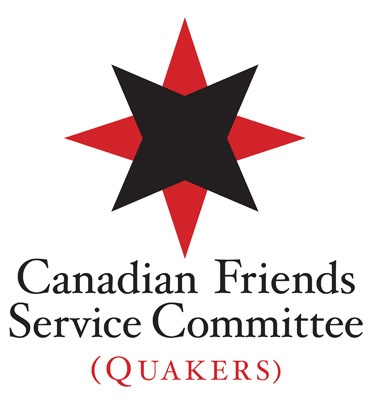 Canadian Friends
Service Committee
(QUAKERS)